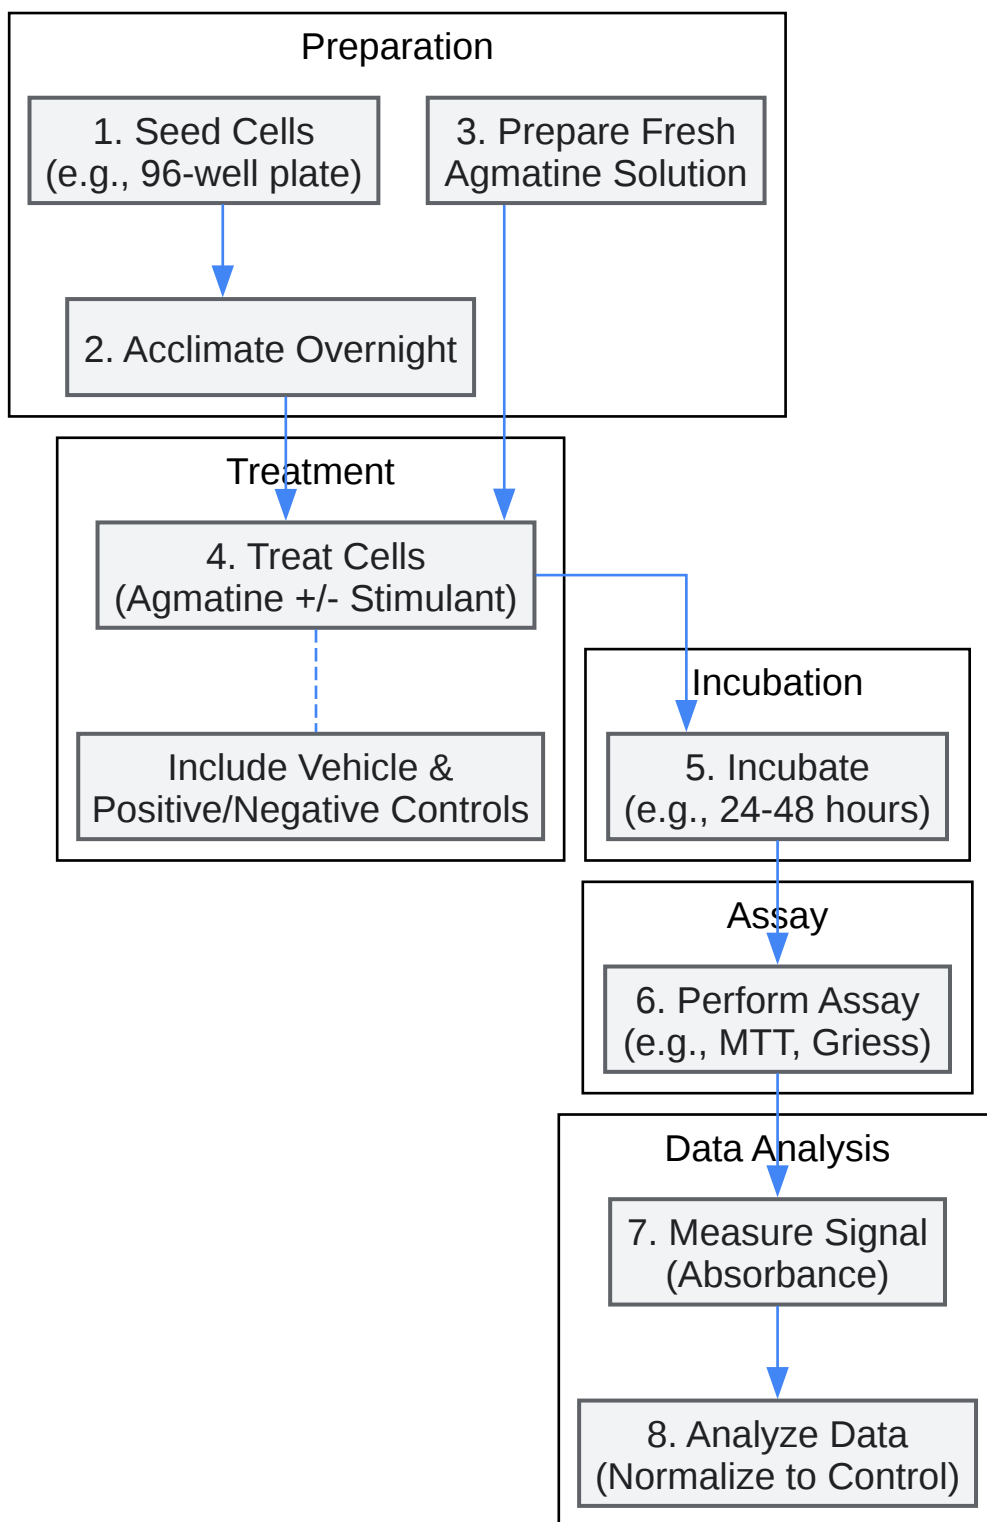 Preparation
1. Seed Cells
(e.g., 96-well plate)
3. Prepare Fresh
Agmatine Solution
2. Acclimate Overnight
Treatment
4. Treat Cells
(Agmatine +/- Stimulant)
Include Vehicle &
Positive/Negative Controls
Incubation
5. Incubate
(e.g., 24-48 hours)
Assay
6. Perform Assay
(e.g., MTT, Griess)
Data Analysis
7. Measure Signal
(Absorbance)
8. Analyze Data
(Normalize to Control)